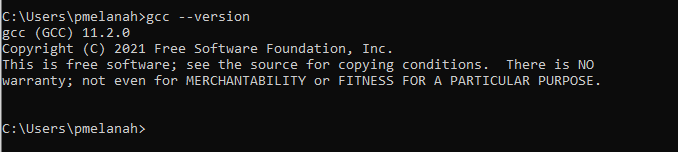 C:\Users\pmelanah>gcc --version
gcc (GCC) 11.2.0
Copyright (C) 2021 Free Software Foundation, Inc.
This is free software; see the source for copying conditions.  There is NO
warranty; not even for MERCHANTABILITY or FITNESS FOR A PARTICULAR PURPOSE.
C:\Users\pmelanah>